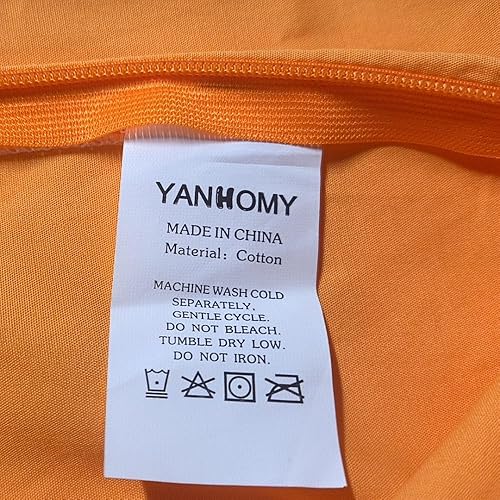 YANHOMY
MADE IN CHINA
Material: Cotton
MACHINE WASH COLD
SEPARATELY,
GENTLE CYCLE.
DO NOT BLEACH.
TUMBLE DRY LOW.
DO NOT IRON.